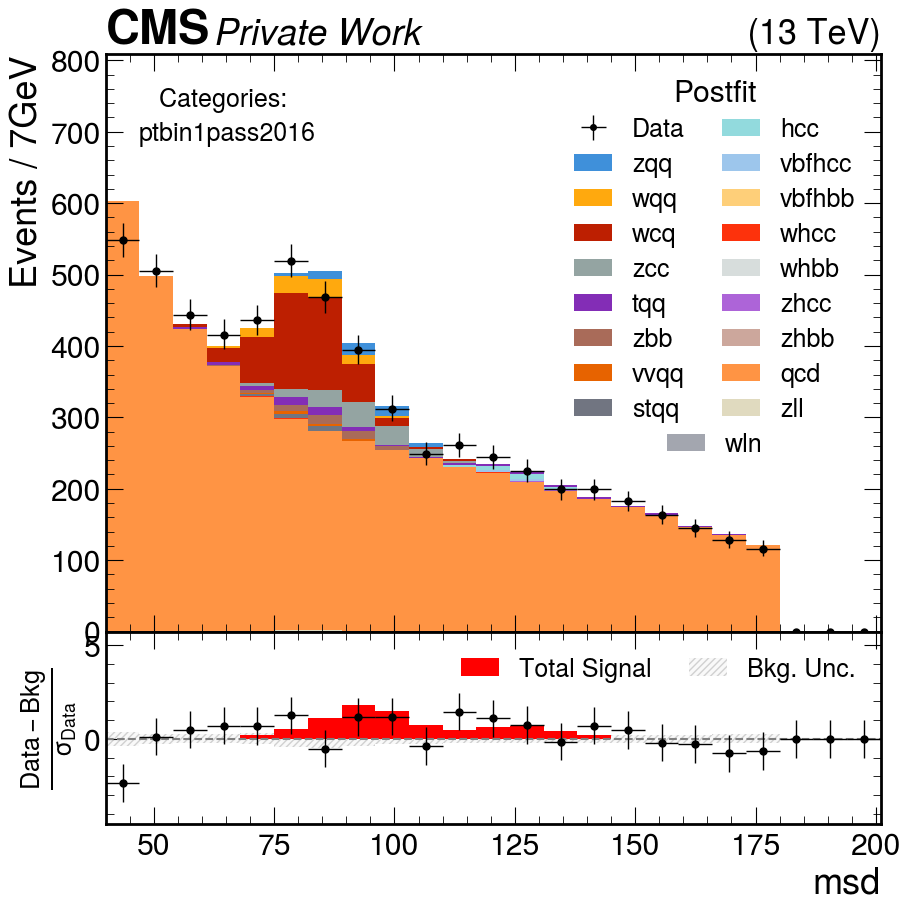 CMS Private Work (13 TeV)
Events / 7GeV
800
700
600
500
400
300
200
100
0
Categories:
ptbin1pass2016
Postfit
Data
zqq
wqq
wcq
zcc
tqq
zbb
vvqq
stqq
hcc
vbfhcc
vbfhbb
whcc
whbb
zhcc
zhbb
qcd
zll
wln
5
0
Data – Bkg
σData
Total Signal
Bkg. Unc.
50 75 100 125 150 175 200
msd